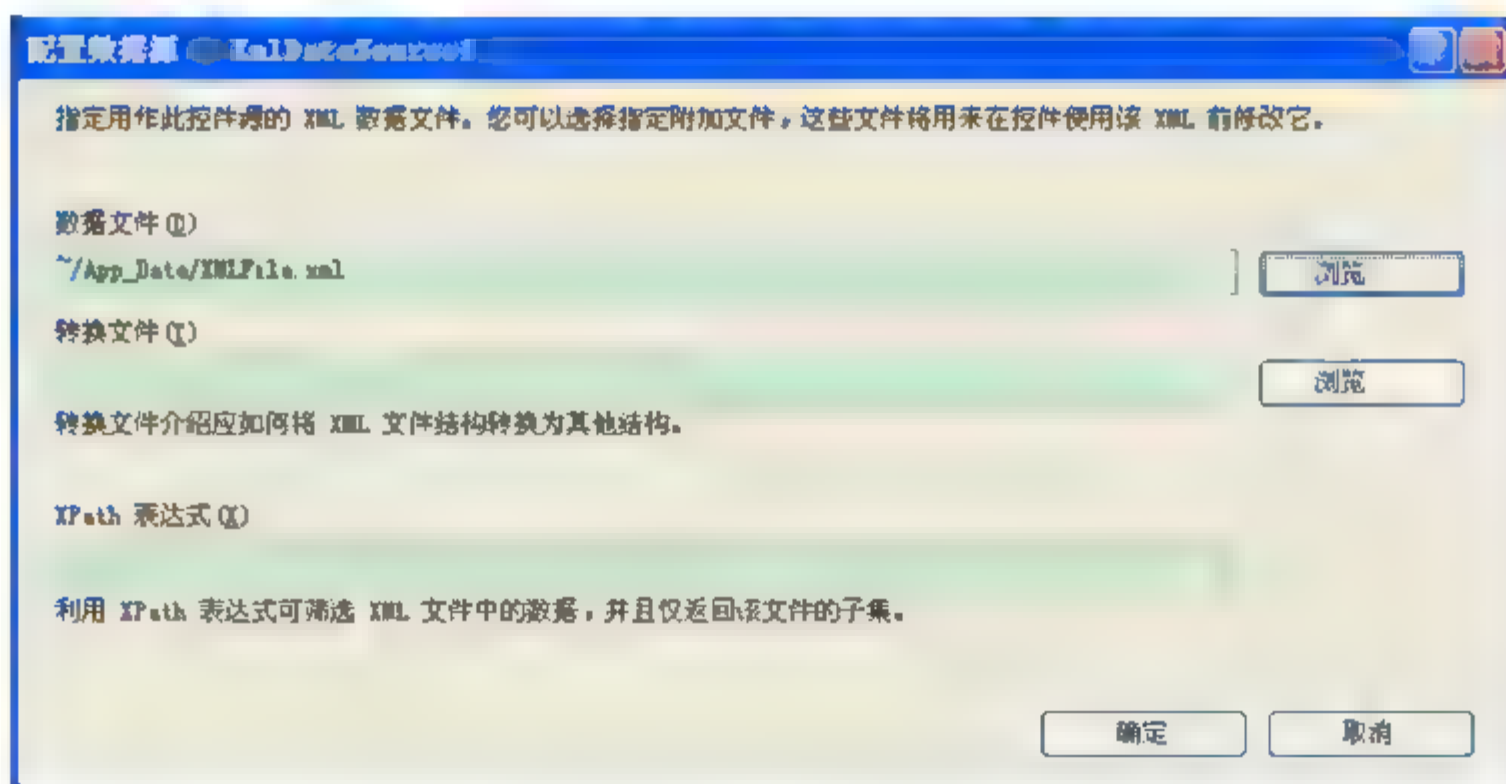 配置数据源 - XmlDataSource1
指定用作此控件源的 XML 数据文件。您可以选择指定附加文件，这些文件将用来在控件使用该 XML 前修改它。
数据文件(D)
~/App_Data/XMLFile.xml
浏览
转换文件(T)
浏览
转换文件介绍应如何将 XML 文件结构转换为其他结构。
XPath 表达式(X)
利用 XPath 表达式可筛选 XML 文件中的数据，并且仅返回该文件的子集。
确定
取消